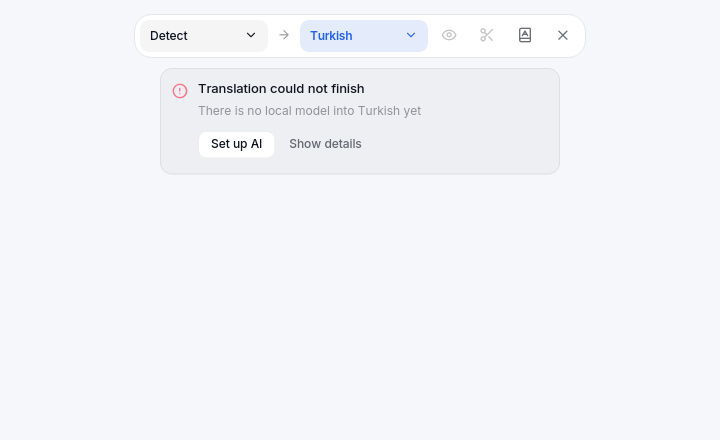 Detect
Turkish
Translation could not finish
There is no local model into Turkish yet
Set up AI
Show details